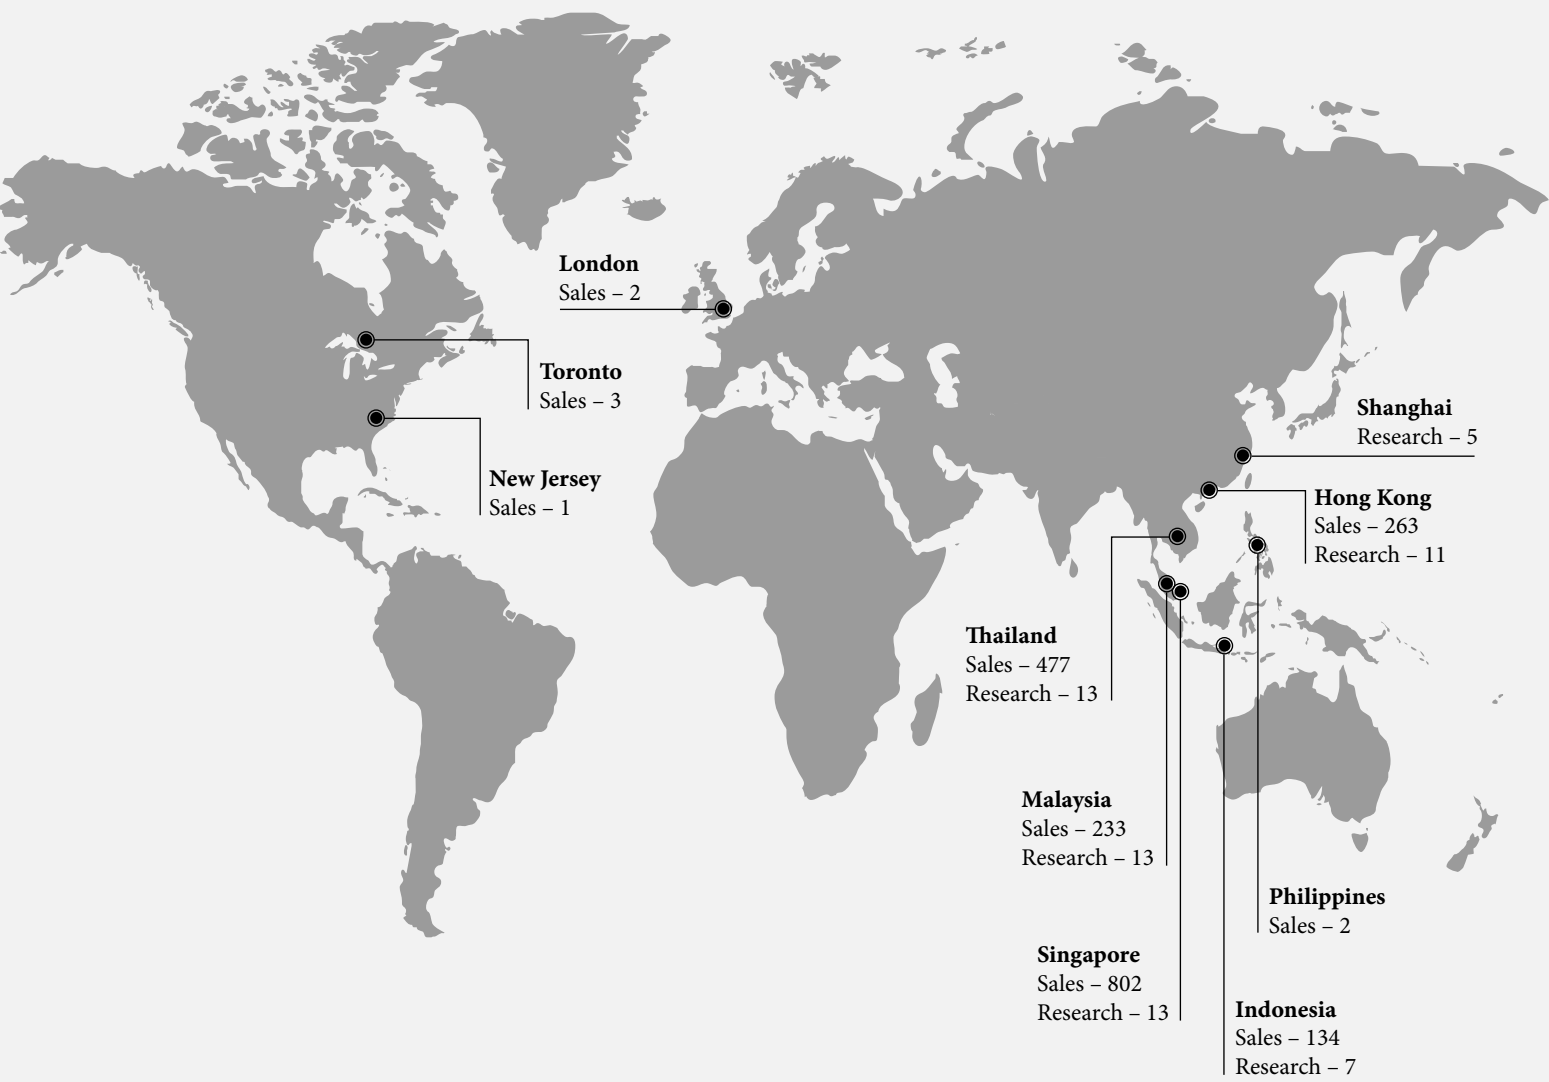 London
Sales – 2
Toronto
Sales – 3
New Jersey
Sales – 1
Shanghai
Research – 5
Hong Kong
Sales – 263
Research – 11
Thailand
Sales – 477
Research – 13
Malaysia
Sales – 233
Research – 13
Philippines
Sales – 2
Singapore
Sales – 802
Research – 13
Indonesia
Sales – 134
Research – 7